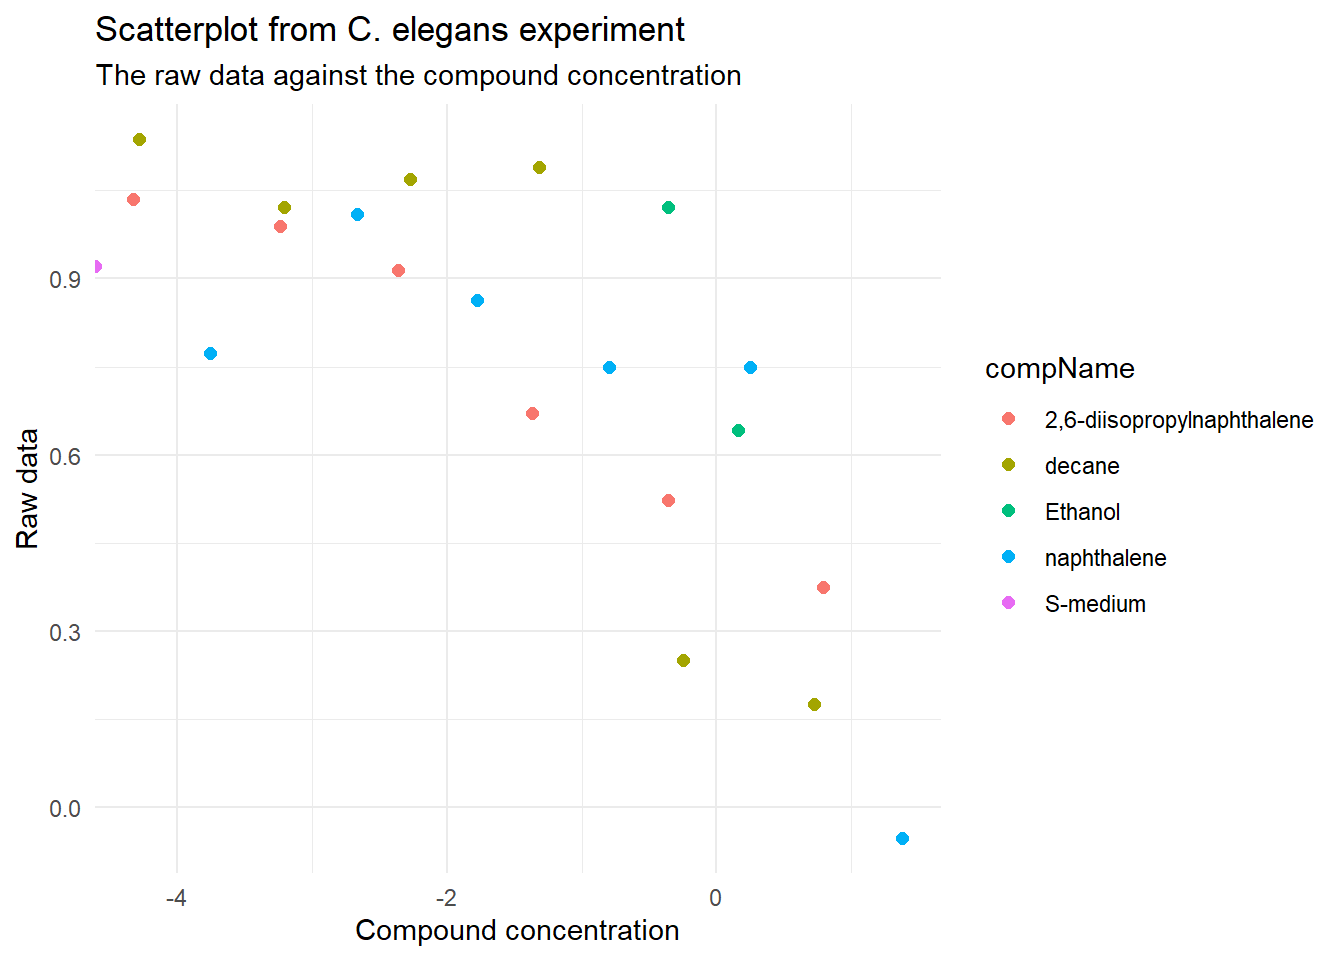 Scatterplot from C. elegans experiment
The raw data against the compound concentration
Raw data
0.9
0.6
0.3
0.0
-4
-2
0
Compound concentration
compName
2,6-diisopropylnaphthalene
decane
Ethanol
naphthalene
S-medium